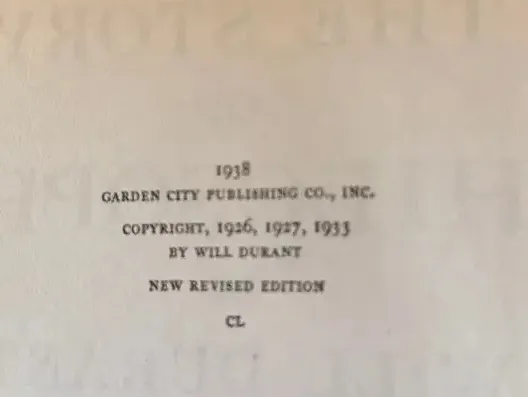 1938
GARDEN CITY PUBLISHING CO., INC.
COPYRIGHT, 1926, 1927, 1933
BY WILL DURANT
NEW REVISED EDITION
CL